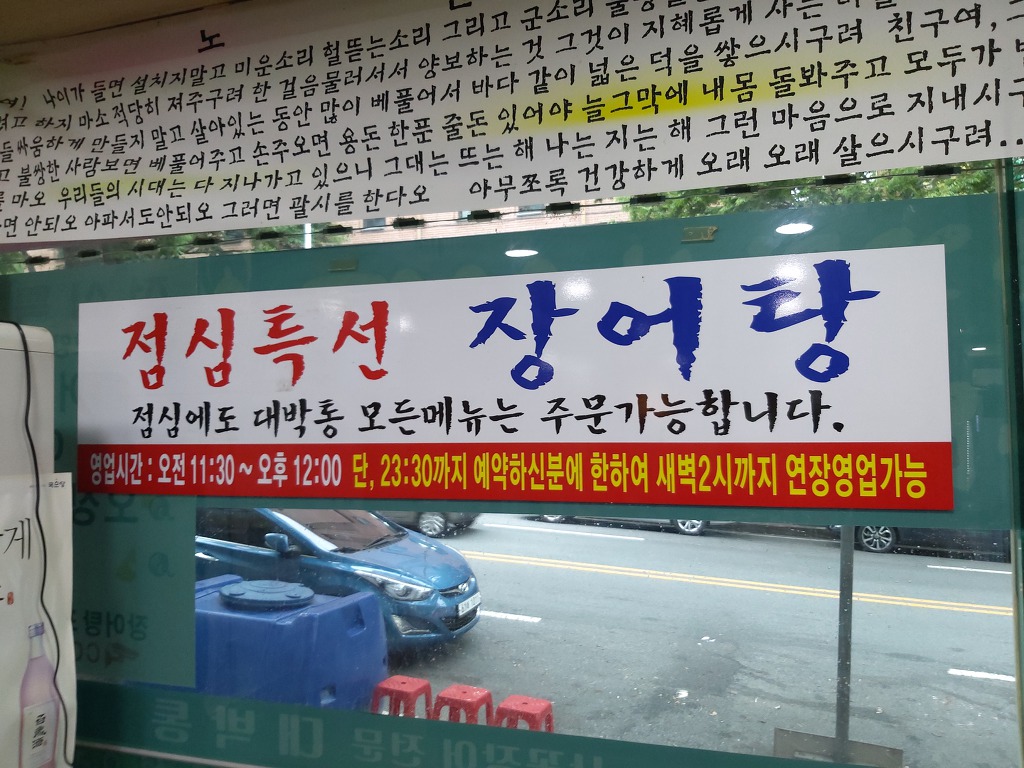 노
나이가 들면 설치지말고 미운소리 헐뜯는소리 그리고 군소리
하지 마소 적당히 져주구려 한 걸음물러서서 양보하는 것 그것이 지혜롭게 사는
만들지 말고 살아있는 동안 많이 베풀어서 바다 같이 넓은 덕을 쌓으시구려 친구여,
불쌍한 사람보면 베풀어주고 손주오면 용돈 한푼 줄돈 있어야 늘그막에 내몸 돌봐주고 모두가
마오 우리들의 시대는 다 지나가고 있으니 그대는 뜨는 해 나는 지는 해 그런 마음으로 지내시구
안되오 아파서도안되오 그러면 괄시를 한다오 아무쪼록 건강하게 오래 오래 살으시구려...
점심특선 장어탕
점심에도 대박통 모든메뉴는 주문가능합니다.
영업시간 : 오전 11:30 ~ 오후 12:00 단, 23:30까지 예약하신분에 한하여 새벽2시까지 연장영업가능
게
장어탕
대박통